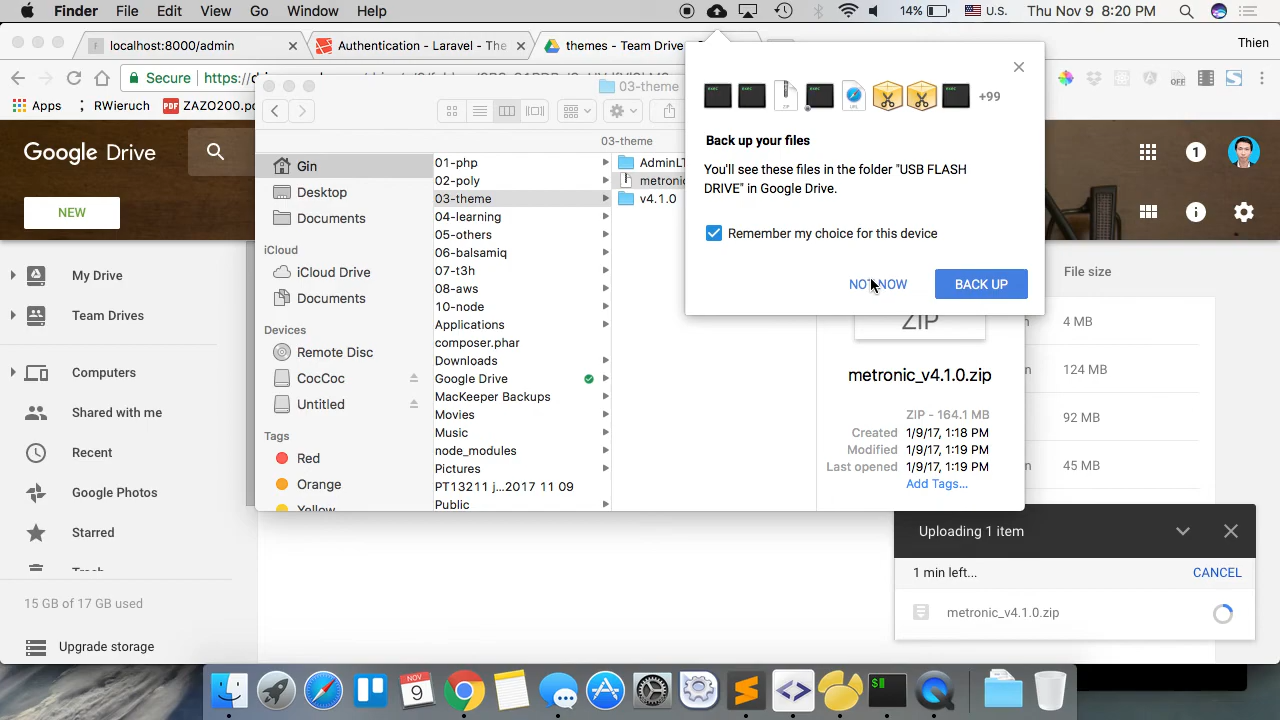 Finder File Edit View Go Window Help 14% U.S. Thu Nov 9 8:20 PM
localhost:8000/admin
Authentication - Laravel - The
themes - Team Drive
Thien
Secure
Apps
RWieruch
PDF ZAZO200.po
OFF
03-theme
03-theme
Google Drive
NEW
My Drive
Team Drives
Computers
Shared with me
Recent
Google Photos
Starred
15 GB of 17 GB used
Upgrade storage
Gin
Desktop
Documents
iCloud
iCloud Drive
Documents
Devices
Remote Disc
CocCoc
Untitled
Tags
Red
Orange
Yellow
01-php
02-poly
03-theme
04-learning
05-others
06-balsamiq
07-t3h
08-aws
10-node
Applications
composer.phar
Downloads
Google Drive
MacKeeper Backups
Movies
Music
node_modules
Pictures
PT13211 j...2017 11 09
Public
AdminLT
metronic
v4.1.0
+99
Back up your files
You'll see these files in the folder "USB FLASH
DRIVE" in Google Drive.
Remember my choice for this device
NOT NOW
BACK UP
ZIP
metronic_v4.1.0.zip
ZIP - 164.1 MB
Created 1/9/17, 1:18 PM
Modified 1/9/17, 1:19 PM
Last opened 1/9/17, 1:19 PM
Add Tags...
1
File size
4 MB
124 MB
92 MB
45 MB
Uploading 1 item
1 min left...
CANCEL
metronic_v4.1.0.zip
NOV
9